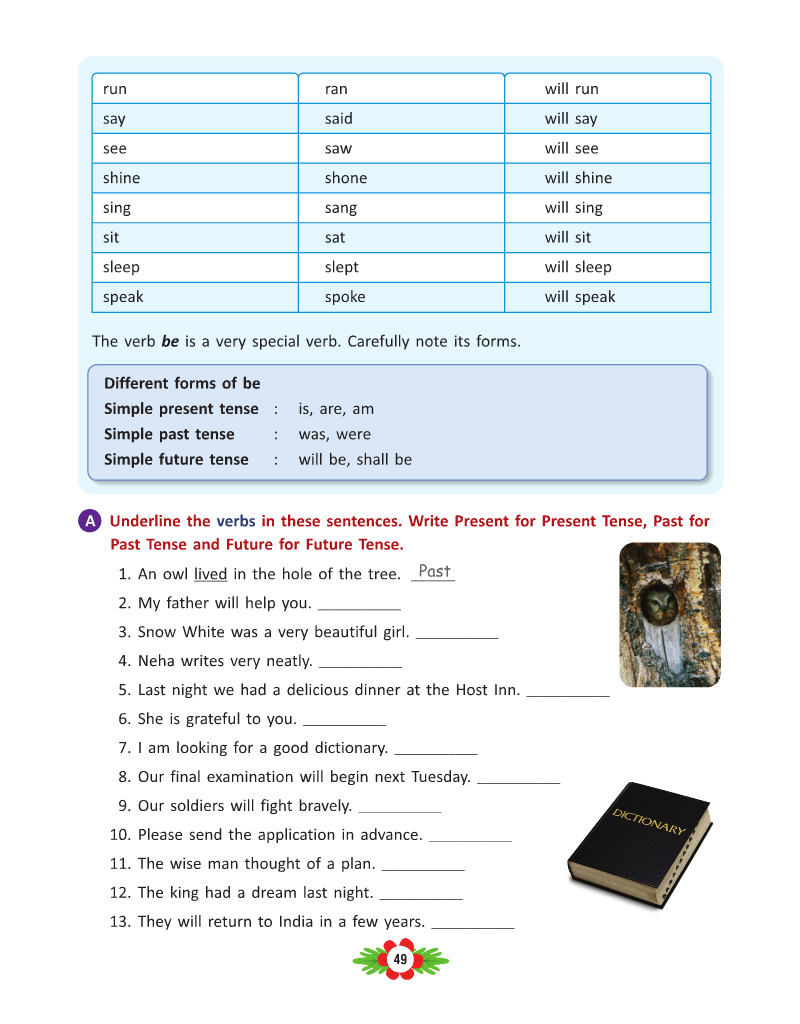 run ran will run
say said will say
see saw will see
shine shone will shine
sing sang will sing
sit sat will sit
sleep slept will sleep
speak spoke will speak
The verb be is a very special verb. Carefully note its forms.
Different forms of be
Simple present tense : is, are, am
Simple past tense : was, were
Simple future tense : will be, shall be
A Underline the verbs in these sentences. Write Present for Present Tense, Past for
Past Tense and Future for Future Tense.
1. An owl lived in the hole of the tree. Past
2. My father will help you. __________
3. Snow White was a very beautiful girl. __________
4. Neha writes very neatly. __________
5. Last night we had a delicious dinner at the Host Inn. __________
6. She is grateful to you. __________
7. I am looking for a good dictionary. __________
8. Our final examination will begin next Tuesday. __________
9. Our soldiers will fight bravely. __________
10. Please send the application in advance. __________
11. The wise man thought of a plan. __________
12. The king had a dream last night. __________
13. They will return to India in a few years. __________
DICTIONARY
49